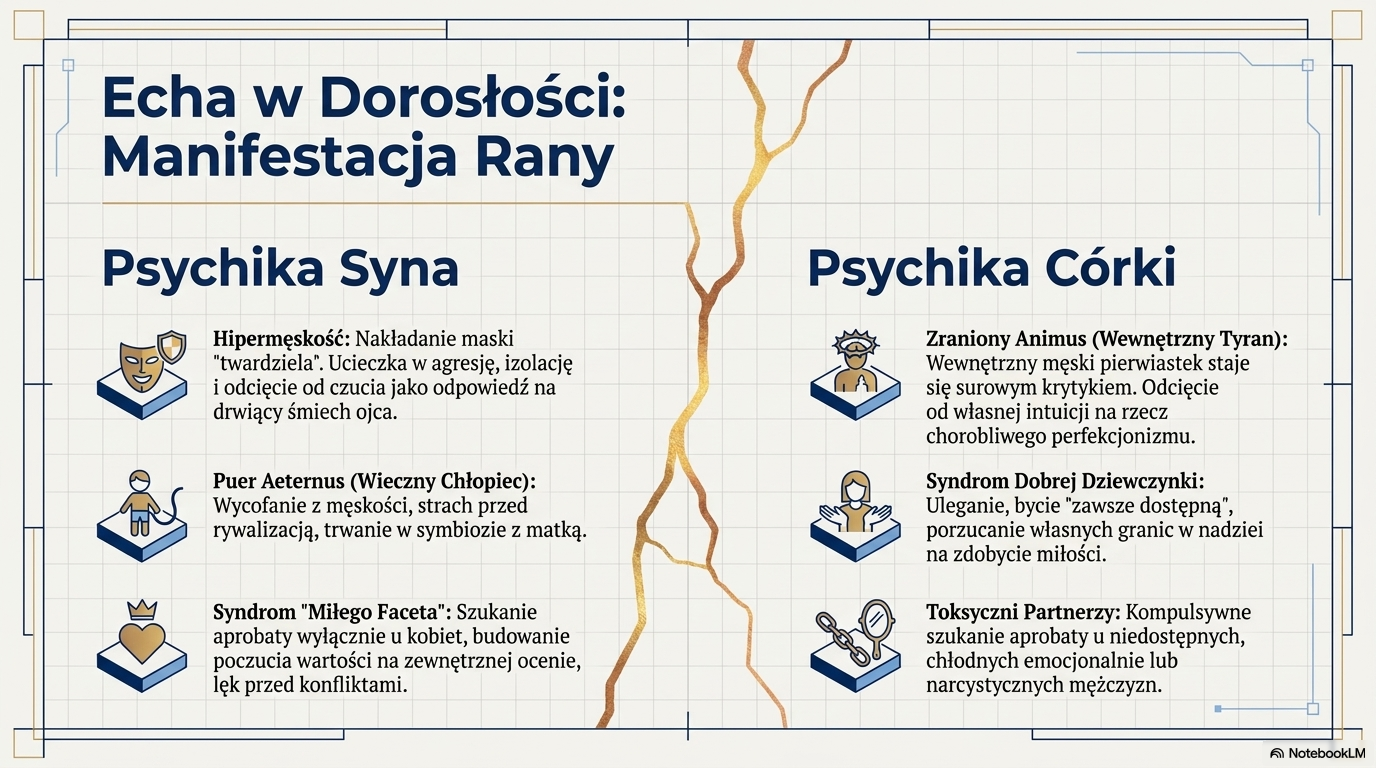 Echa w Dorosłości:
Manifestacja Rany
Psychika Syna
Hipermęskość: Nakładanie maski
"twardziela". Ucieczka w agresję, izolację
i odcięcie od czucia jako odpowiedź na
drwiący śmiech ojca.
Puer Aeternus (Wieczny Chłopiec):
Wycofanie z męskości, strach przed
rywalizacją, trwanie w symbiozie z matką.
Syndrom "Miłego Faceta": Szukanie
aprobaty wyłącznie u kobiet, budowanie
poczucia wartości na zewnętrznej ocenie,
lęk przed konfliktami.
Psychika Córki
Zraniony Animus (Wewnętrzny Tyran):
Wewnętrzny męski pierwiastek staje
się surowym krytykiem. Odcięcie
od własnej intuicji na rzecz
chorobliwego perfekcjonizmu.
Syndrom Dobrej Dziewczynki:
Uleganie, bycie "zawsze dostępną",
porzucanie własnych granic w nadziei
na zdobycie miłości.
Toksyczni Partnerzy: Kompulsywne
szukanie aprobaty u niedostępnych,
chłodnych emocjonalnie lub
narcystycznych mężczyzn.
NotebookLM